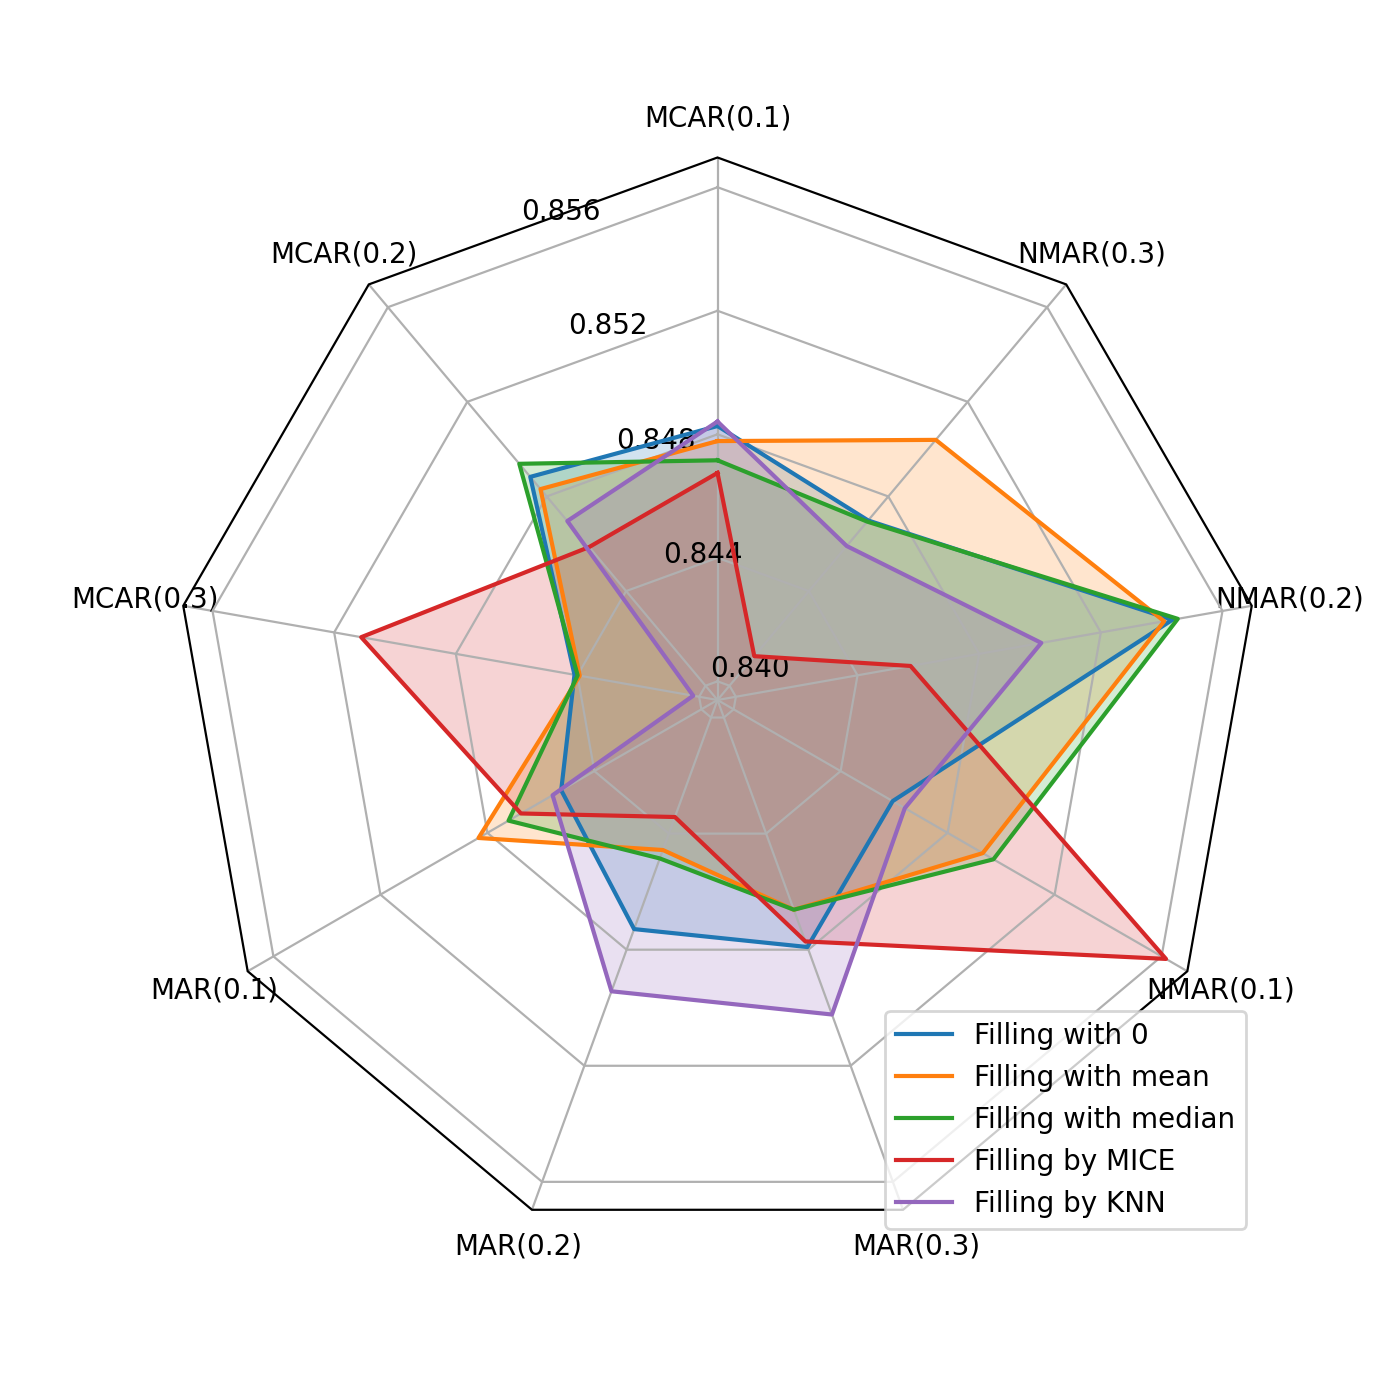 MCAR(0.1)
0.856
MCAR(0.2)
NMAR(0.3)
0.852
0.848
0.844
MCAR(0.3)
NMAR(0.2)
0.840
MAR(0.1)
NMAR(0.1)
Filling with 0
Filling with mean
Filling with median
Filling by MICE
Filling by KNN
MAR(0.2)
MAR(0.3)